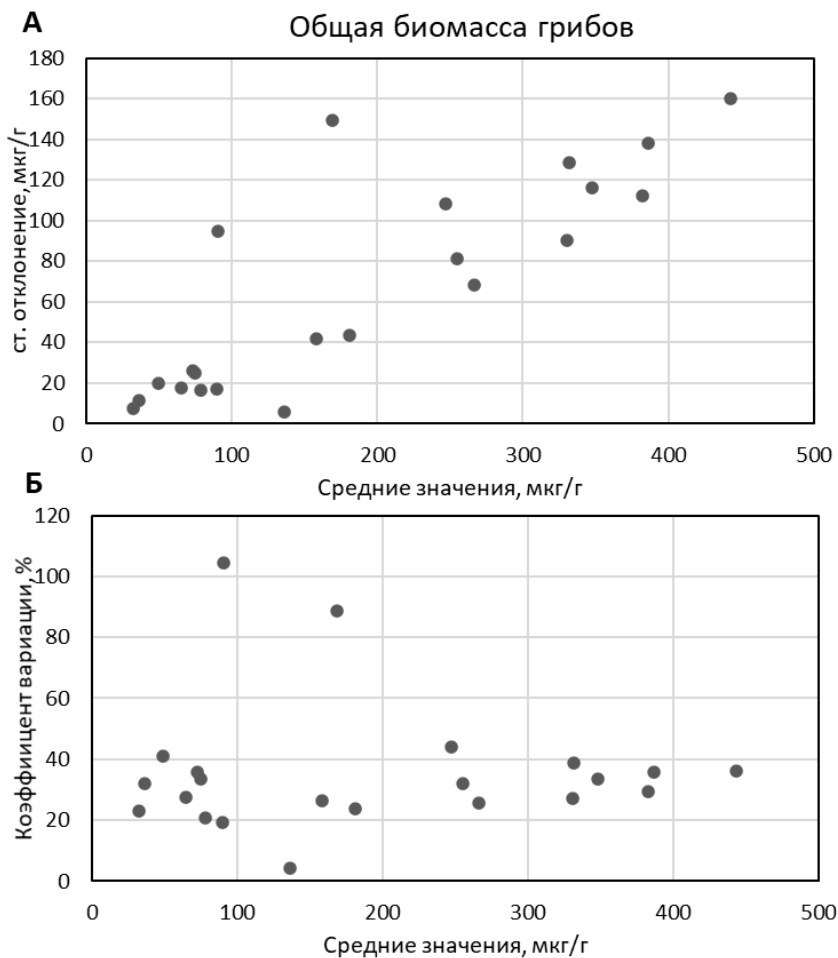 А
Общая биомасса грибов
180
160
140
120
100
80
60
40
20
0
ст. отклонение, мкг/г
0 100 200 300 400 500
Средние значения, мкг/г
Б
120
100
80
60
40
20
0
Коэффиицент вариации, %
0 100 200 300 400 500
Средние значения, мкг/г